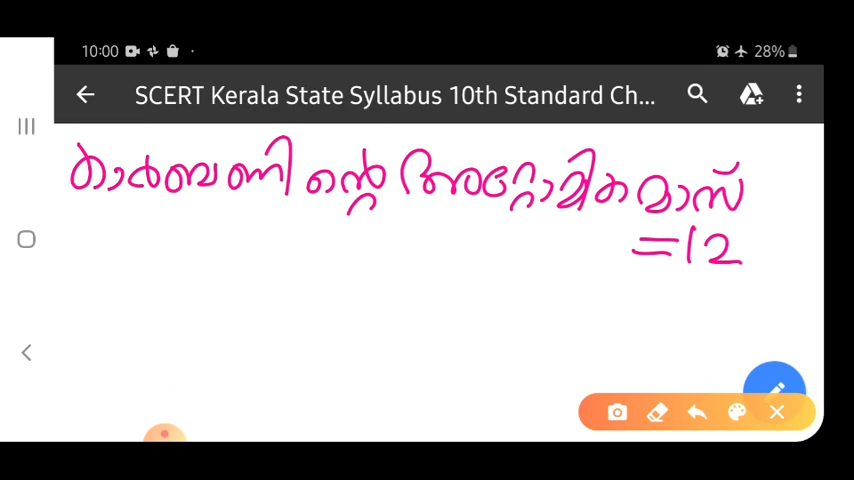 10:00
28%
SCERT Kerala State Syllabus 10th Standard Ch...
കാർബണിന്റെ അറ്റോമിക മാസ്
=12